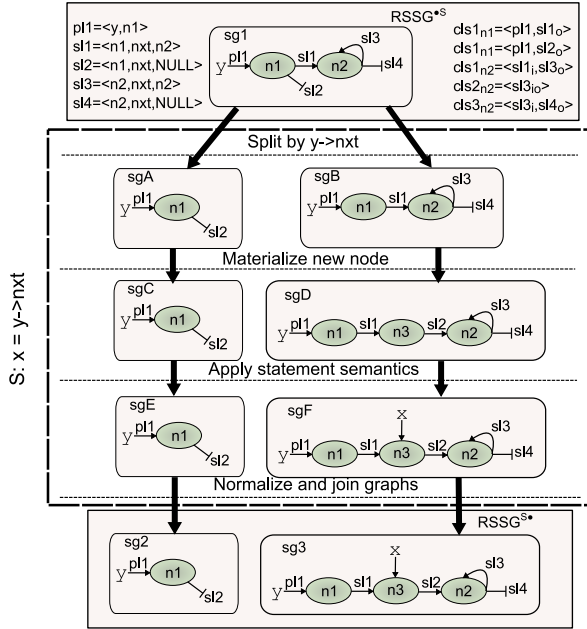 RSSG•S
pl1=<y,n1>
sl1=<n1,nxt,n2>
sl2=<n1,nxt,NULL>
sl3=<n2,nxt,n2>
sl4=<n2,nxt,NULL>
sg1
y pl1 n1 sl1 n2 sl3 sl4
sl2
cls1n1=<pl1,sl1o>
cls1n1=<pl1,sl2o>
cls1n2=<sl1i,sl3o>
cls2n2=<sl3io>
cls3n2=<sl3i,sl4o>
S: x = y->nxt
Split by y->nxt
sgA
y pl1 n1 sl2
sgB
y pl1 n1 sl1 n2 sl3 sl4
Materialize new node
sgC
y pl1 n1 sl2
sgD
y pl1 n1 sl1 n3 sl2 n2 sl3 sl4
Apply statement semantics
sgE
y pl1 n1 sl2
sgF
x
y pl1 n1 sl1 n3 sl2 n2 sl3 sl4
Normalize and join graphs
RSSGS•
sg2
y pl1 n1 sl2
sg3
x
y pl1 n1 sl1 n3 sl2 n2 sl3 sl4